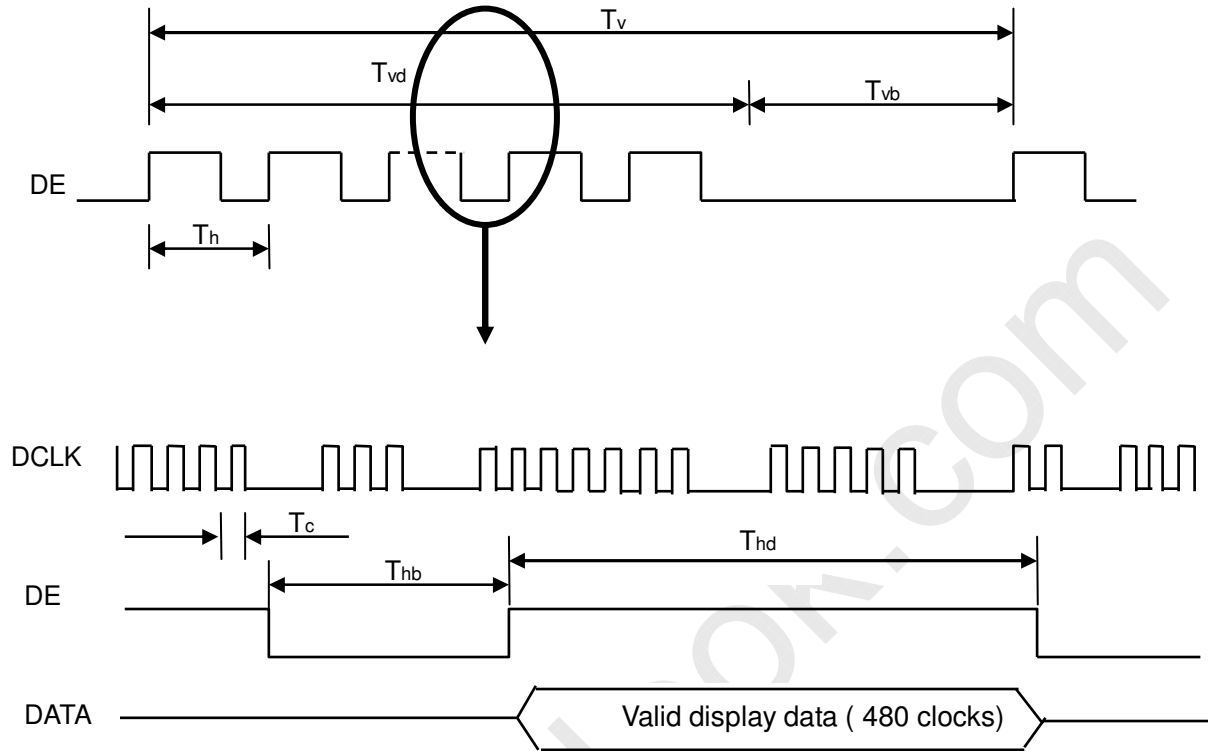 Tv
Tvd
Tvb
DE
Th
DCLK
Tc
Thd
Thb
DE
DATA
Valid display data ( 480 clocks)